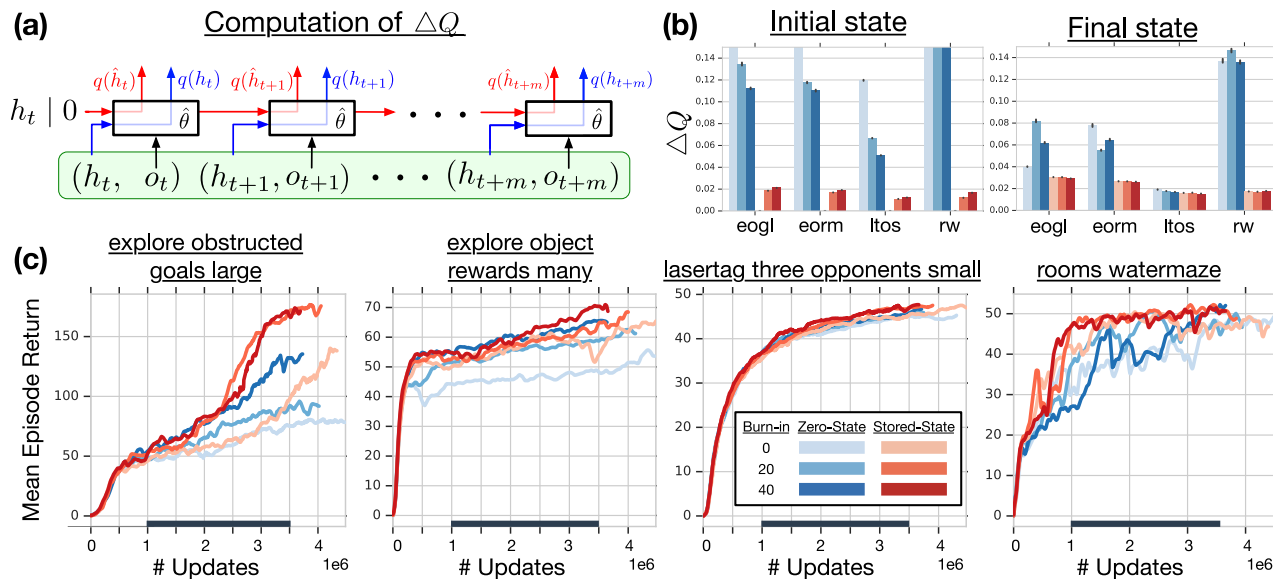 (a) Computation of △Q
q(ĥ_t) q(h_t) q(ĥ_{t+1}) q(h_{t+1}) q(ĥ_{t+m}) q(h_{t+m})
h_t | 0 θ̂ θ̂ • • • θ̂
(h_t, o_t) (h_{t+1}, o_{t+1}) • • • (h_{t+m}, o_{t+m})
(b) Initial state Final state
△Q
0.14 0.12 0.10 0.08 0.06 0.04 0.02 0.00
eogl eorm ltos rw
0.14 0.12 0.10 0.08 0.06 0.04 0.02 0.00
eogl eorm ltos rw
(c)
explore obstructed
goals large
explore object
rewards many
lasertag three opponents small
rooms watermaze
Mean Episode Return
150 100 50 0
0 1 2 3 4
# Updates 1e6
70 60 50 40 30 20 10 0
0 1 2 3 4
# Updates 1e6
50 40 30 20 10 0
0 1 2 3 4
# Updates 1e6
Burn-in Zero-State Stored-State
0
20
40
60 50 40 30 20 10 0
0 1 2 3 4
# Updates 1e6